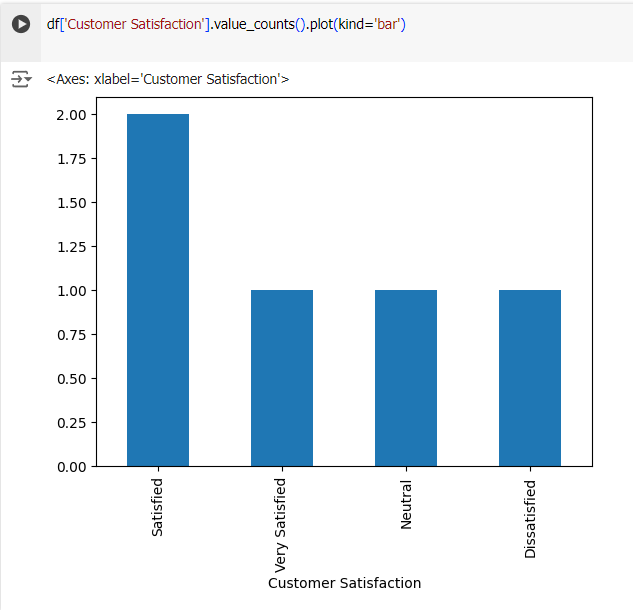 df['Customer Satisfaction'].value_counts().plot(kind='bar')
<Axes: xlabel='Customer Satisfaction'>
2.00
1.75
1.50
1.25
1.00
0.75
0.50
0.25
0.00
Satisfied
Very Satisfied
Neutral
Dissatisfied
Customer Satisfaction